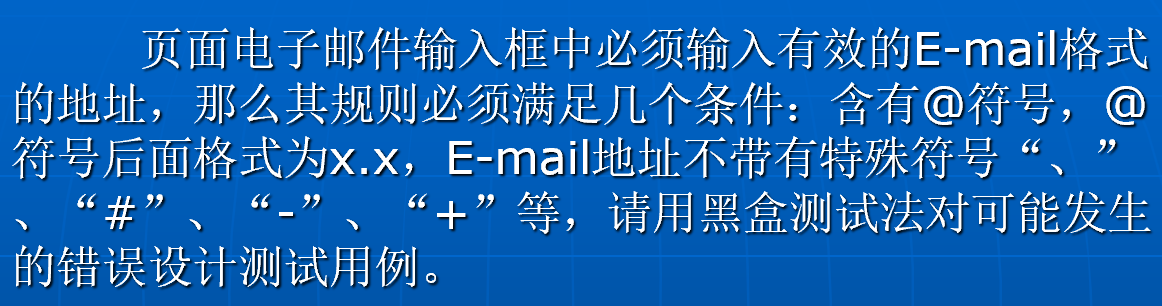 页面电子邮件输入框中必须输入有效的E-mail格式
的地址，那么其规则必须满足几个条件：含有@符号，@
符号后面格式为x.x，E-mail地址不带有特殊符号“、”
、“#”、“-”、“+”等，请用黑盒测试法对可能发生
的错误设计测试用例。